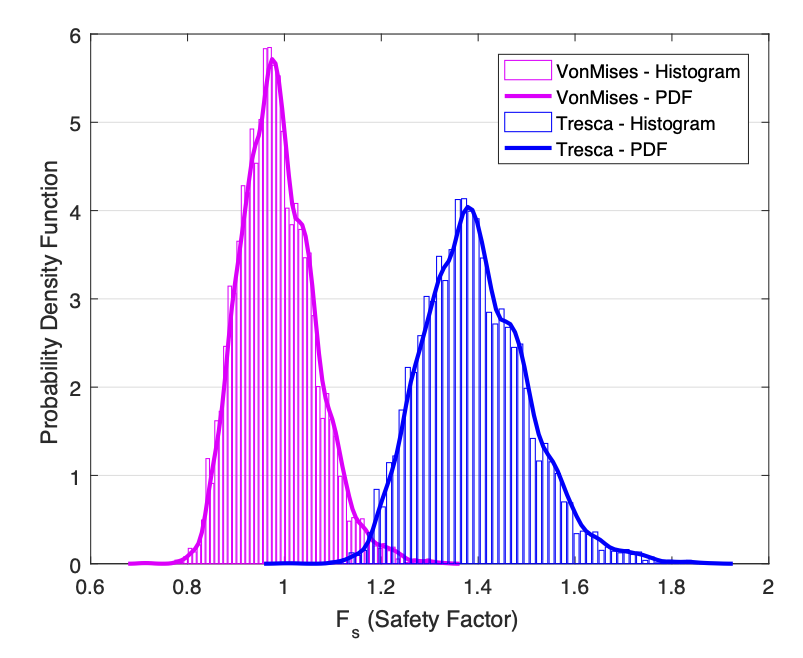 6
5
4
3
2
1
0
Probability Density Function
VonMises - Histogram
VonMises - PDF
Tresca - Histogram
Tresca - PDF
0.6 0.8 1 1.2 1.4 1.6 1.8 2
Fs (Safety Factor)